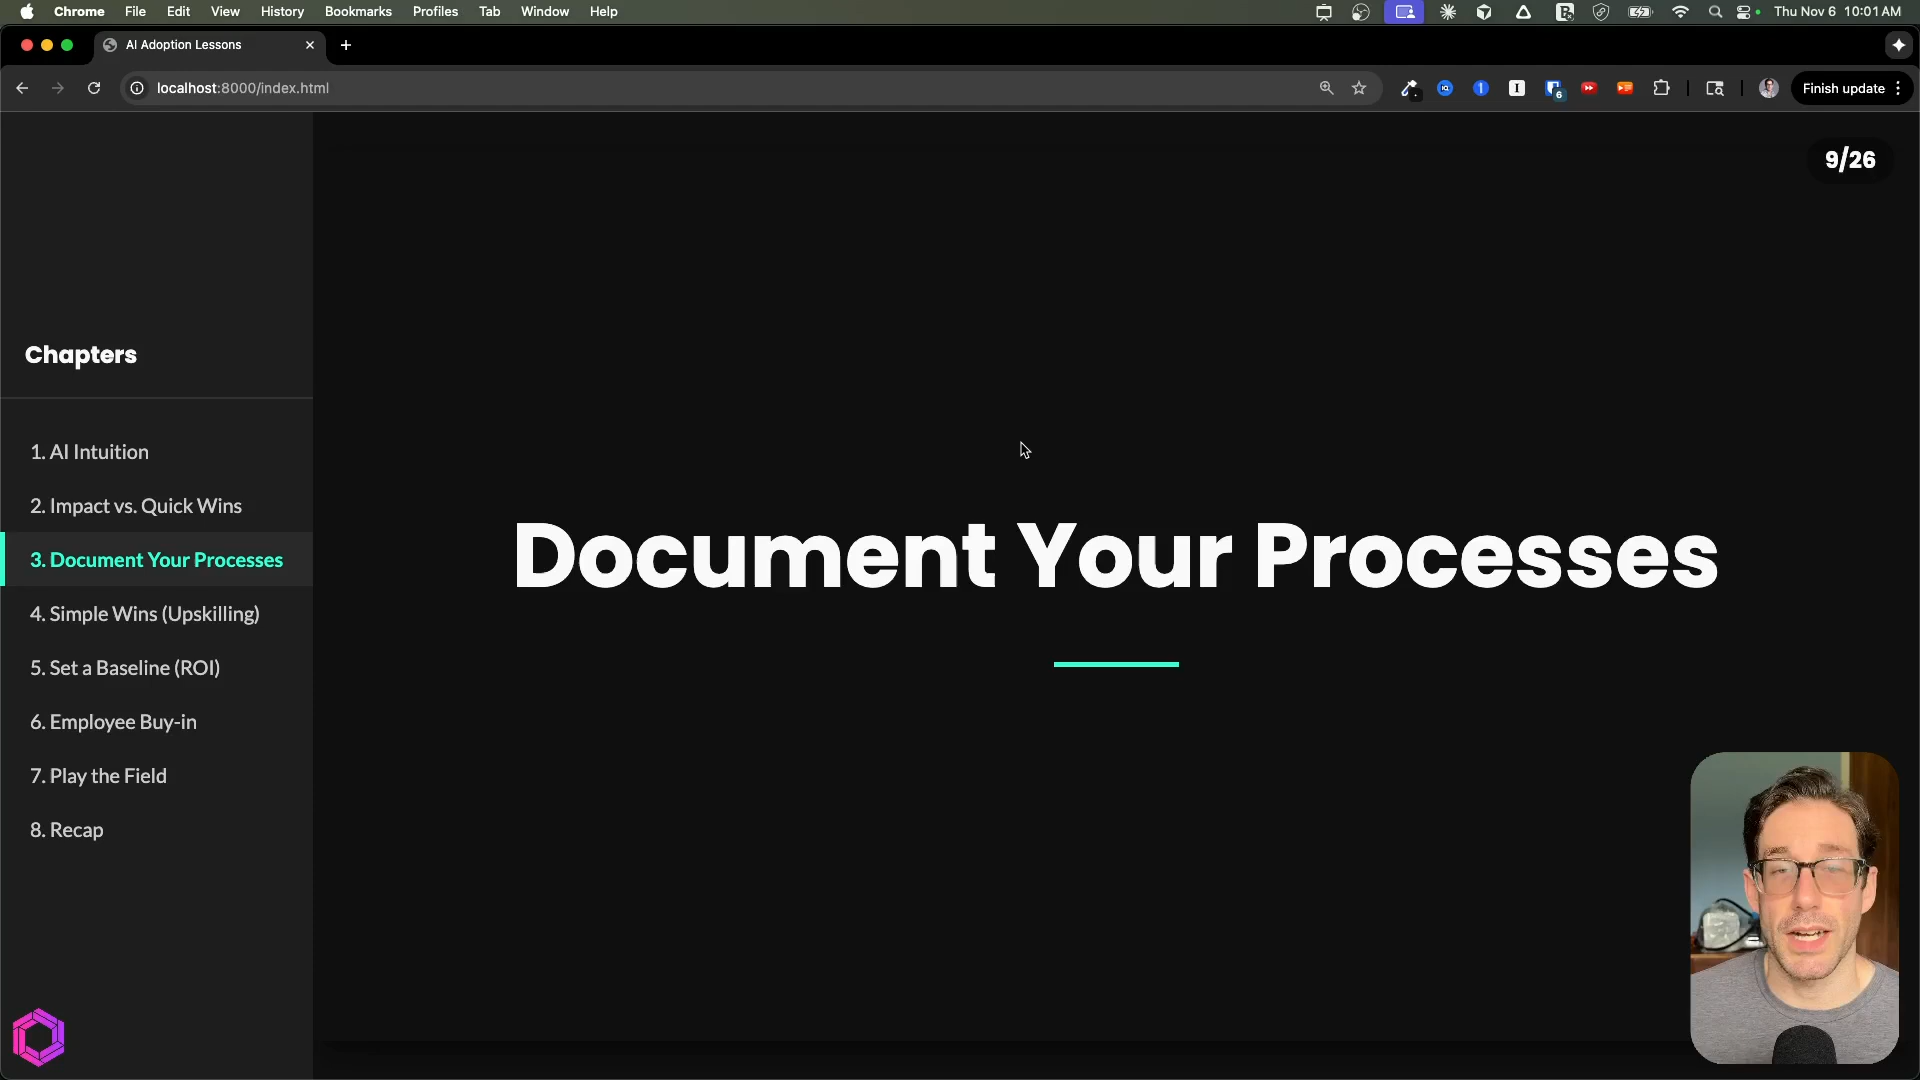 Chrome File Edit View History Bookmarks Profiles Tab Window Help
Thu Nov 6 10:01 AM
AI Adoption Lessons
localhost:8000/index.html
6
Finish update
9/26
Chapters
1. AI Intuition
2. Impact vs. Quick Wins
3. Document Your Processes
4. Simple Wins (Upskilling)
5. Set a Baseline (ROI)
6. Employee Buy-in
7. Play the Field
8. Recap
Document Your Processes